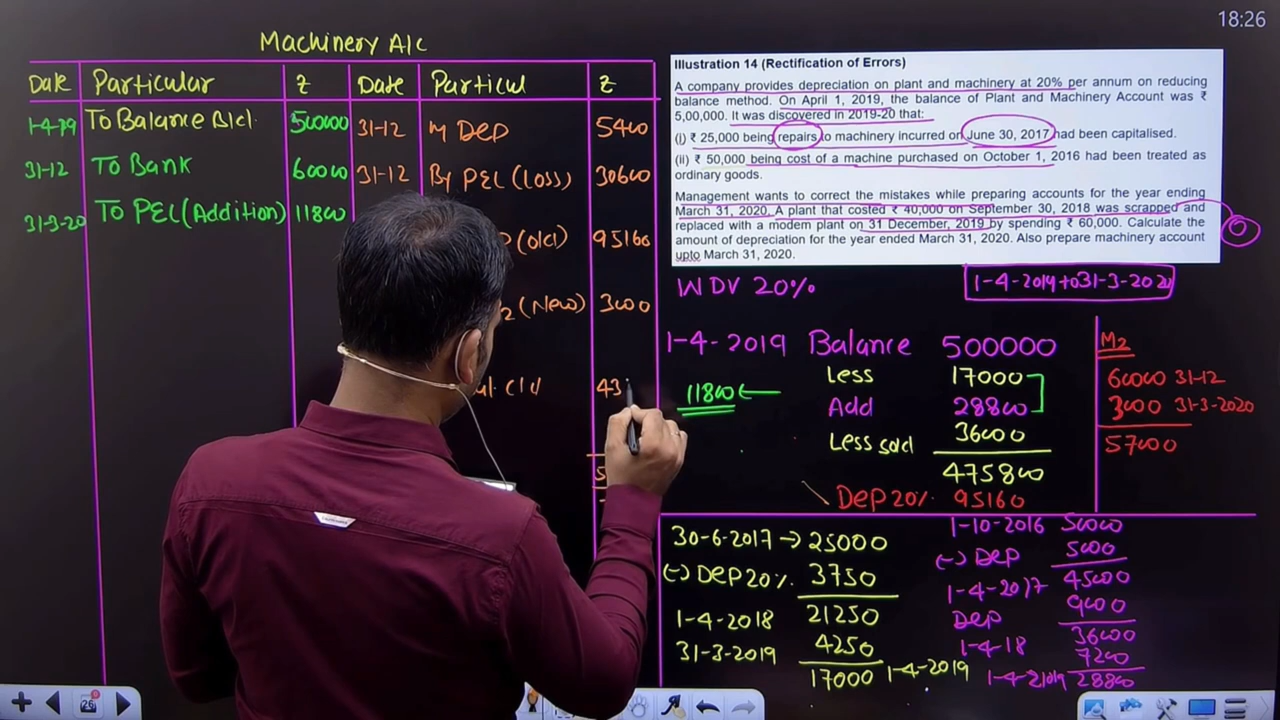 18:26
Machinery A/c
Date Particular ₹ Date Particul ₹
1-4-19 To Balance B/d. 500000 31-12 By Dep 5400
31-12 To Bank 60000 31-12 By P&L (Loss) 30600
31-3-20 To P&L (Addition) 11800
(old) 95160
2 (New) 3000
al. c/d 43
5
Illustration 14 (Rectification of Errors)
A company provides depreciation on plant and machinery at 20% per annum on reducing
balance method. On April 1, 2019, the balance of Plant and Machinery Account was ₹
5,00,000. It was discovered in 2019-20 that:
(i) ₹ 25,000 being repairs to machinery incurred on June 30, 2017 had been capitalised.
(ii) ₹ 50,000 being cost of a machine purchased on October 1, 2016 had been treated as
ordinary goods.
Management wants to correct the mistakes while preparing accounts for the year ending
March 31, 2020. A plant that costed ₹ 40,000 on September 30, 2018 was scrapped and
replaced with a modem plant on 31 December, 2019 by spending ₹ 60,000. Calculate the
amount of depreciation for the year ended March 31, 2020. Also prepare machinery account
upto March 31, 2020.
WDV 20%
1-4-2019 to 31-3-2020
1-4-2019 Balance 500000
Less 17000
11800 Add 28800
Less sold 36000
475800
Dep 20%. 95160
M2
60000 31-12
3000 31-3-2020
57000
30-6-2017 → 25000
(-) Dep 20%. 3750
1-4-2018 21250
31-3-2019 4250
17000 1-4-2019
1-10-2016 50000
(-) Dep 5000
1-4-2017 45000
Dep 9000
1-4-18 36000
7200
1-4-2019 28800
26